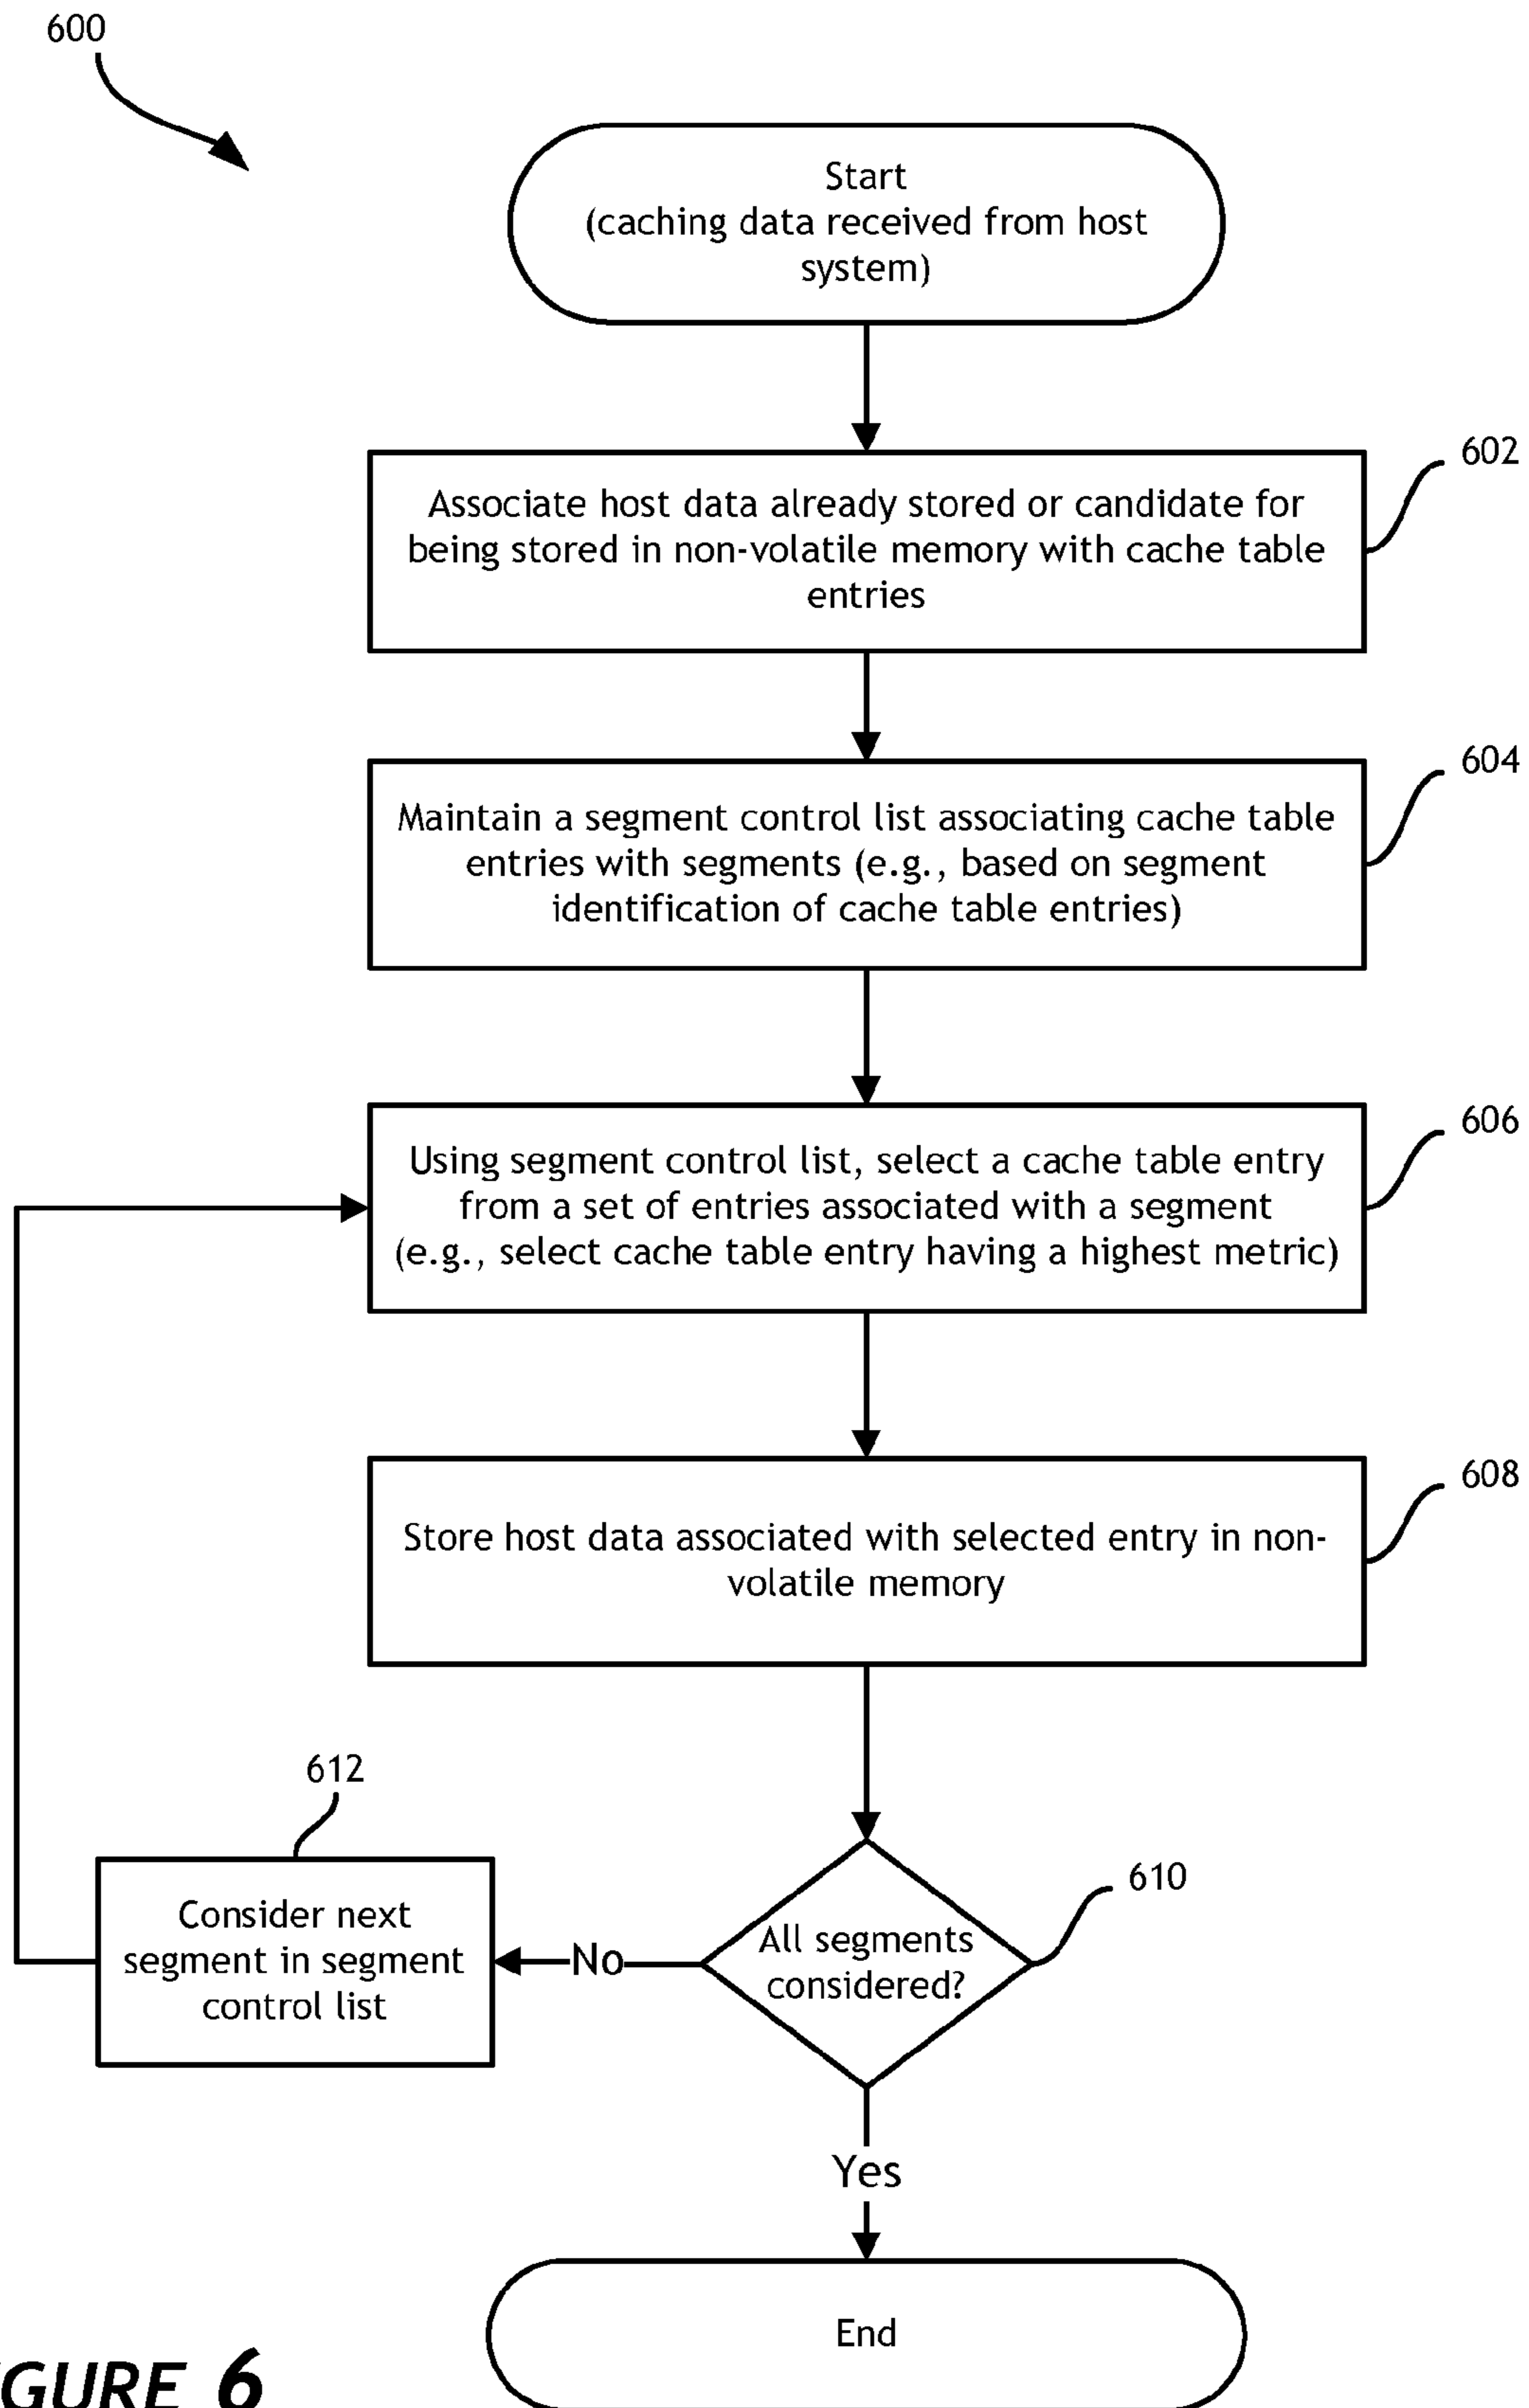 600
Start
(caching data received from host
system)
602
Associate host data already stored or candidate for
being stored in non-volatile memory with cache table
entries
604
Maintain a segment control list associating cache table
entries with segments (e.g., based on segment
identification of cache table entries)
606
Using segment control list, select a cache table entry
from a set of entries associated with a segment
(e.g., select cache table entry having a highest metric)
608
Store host data associated with selected entry in non-
volatile memory
612
Consider next
segment in segment
control list
No
610
All segments
considered?
Yes
End
GURE 6